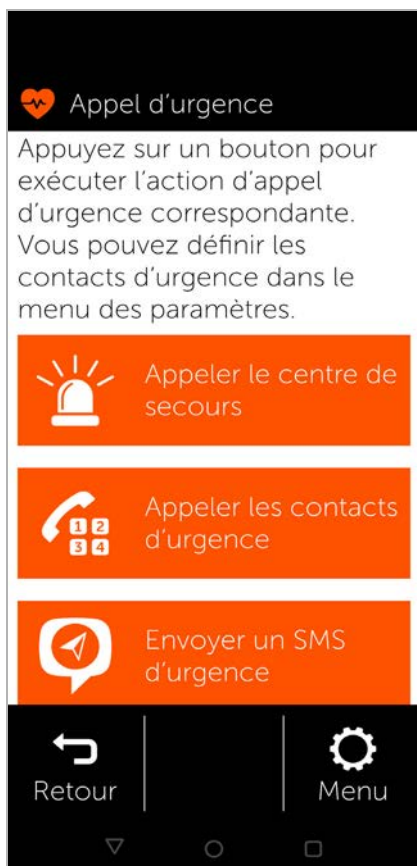 Appel d’urgence
Appuyez sur un bouton pour
exécuter l’action d’appel
d’urgence correspondante.
Vous pouvez définir les
contacts d’urgence dans le
menu des paramètres.
Appeler le centre de
secours
1 2
3 4
Appeler les contacts
d’urgence
Envoyer un SMS
d’urgence
Retour
Menu